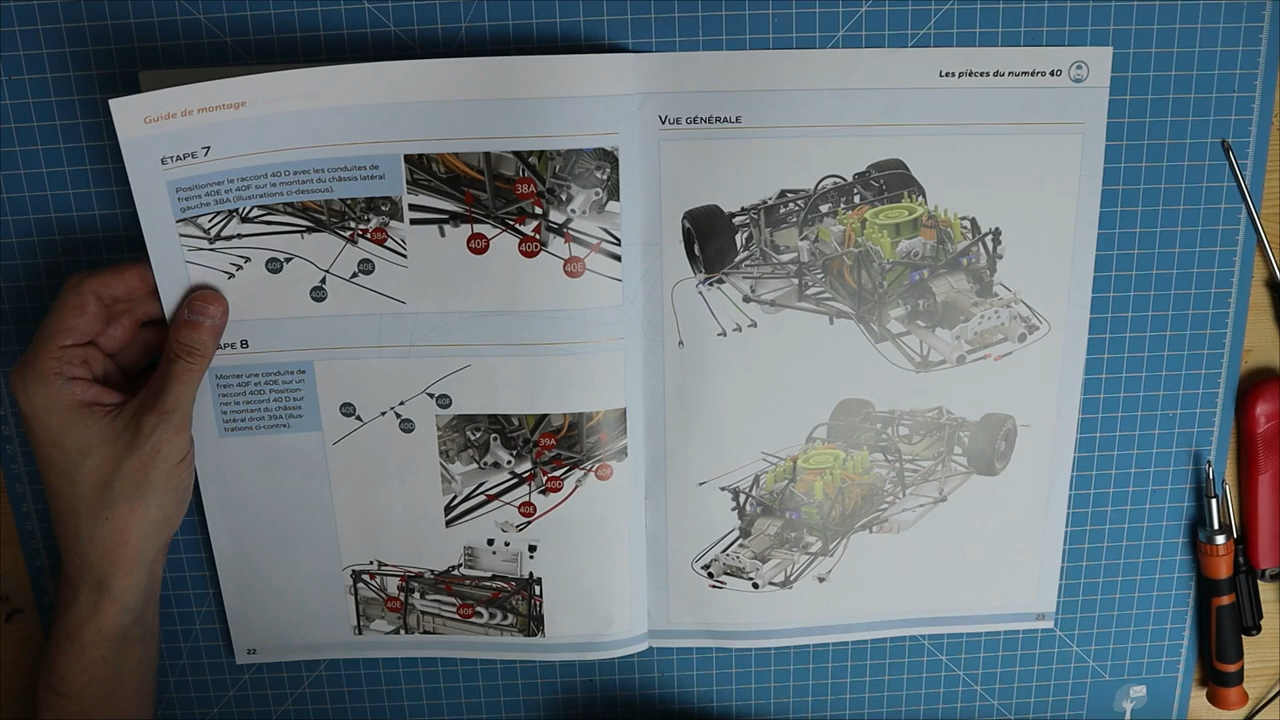 Guide de montage
Les pièces du numéro 40
ÉTAPE 7
Positionner le raccord 40 D avec les conduites de
freins 40E et 40F sur le montant du châssis latéral
gauche 38A (illustrations ci-dessous).
38A
40F
40E
40D
38A
40F
40D
40E
APE 8
Monter une conduite de
frein 40F et 40E sur un
raccord 40D. Position-
ner le raccord 40 D sur
le montant du châssis
latéral droit 39A (illus-
trations ci-contre).
40E
40F
40D
39A
40F
40D
40E
40E
40F
22
VUE GÉNÉRALE
23